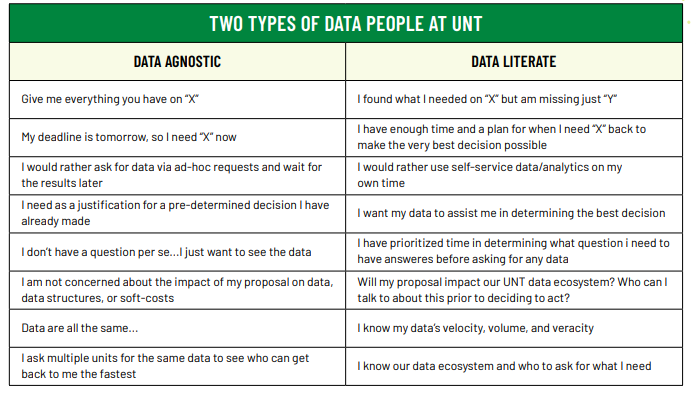 TWO TYPES OF DATA PEOPLE AT UNT
DATA AGNOSTIC
DATA LITERATE
Give me everything you have on “X”
I found what I needed on “X” but am missing just “Y”
My deadline is tomorrow, so I need “X” now
I have enough time and a plan for when I need “X” back to
make the very best decision possible
I would rather ask for data via ad-hoc requests and wait for
the results later
I would rather use self-service data/analytics on my
own time
I need as a justification for a pre-determined decision I have
already made
I want my data to assist me in determining the best decision
I don’t have a question per se...I just want to see the data
I have prioritized time in determining what question i need to
have answeres before asking for any data
I am not concerned about the impact of my proposal on data,
data structures, or soft-costs
Will my proposal impact our UNT data ecosystem? Who can I
talk to about this prior to deciding to act?
Data are all the same...
I know my data’s velocity, volume, and veracity
I ask multiple units for the same data to see who can get
back to me the fastest
I know our data ecosystem and who to ask for what I need